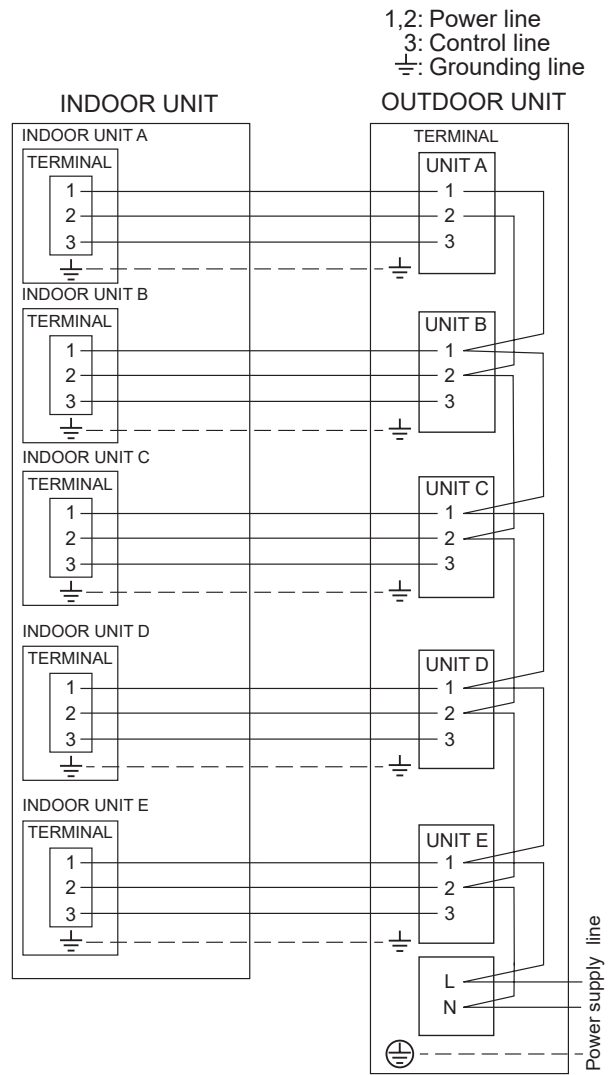 1,2: Power line
3: Control line
⏚: Grounding line
INDOOR UNIT
OUTDOOR UNIT
INDOOR UNIT A
TERMINAL
1
2
3
TERMINAL
UNIT A
1
2
3
INDOOR UNIT B
TERMINAL
1
2
3
UNIT B
1
2
3
INDOOR UNIT C
TERMINAL
1
2
3
UNIT C
1
2
3
INDOOR UNIT D
TERMINAL
1
2
3
UNIT D
1
2
3
INDOOR UNIT E
TERMINAL
1
2
3
UNIT E
1
2
3
L
N
Power supply line